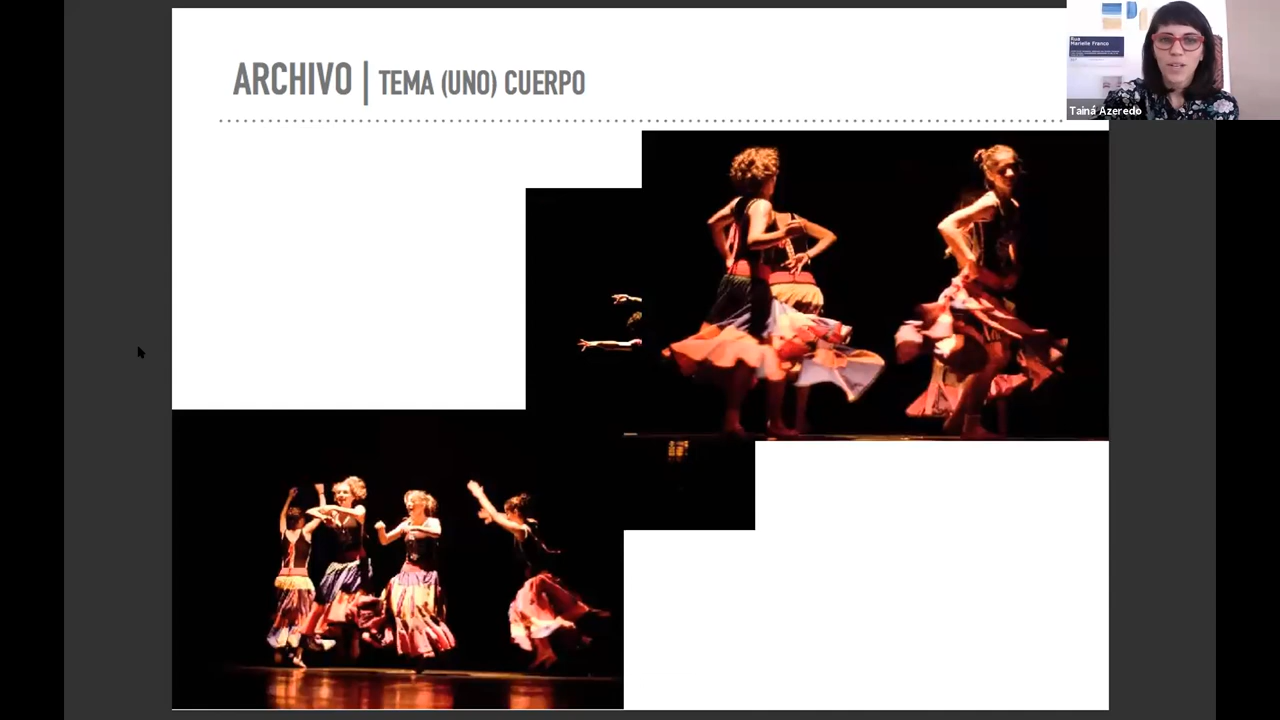 ARCHIVO | TEMA (UNO) CUERPO
Rua
Marielle Franco
Tainá Azeredo